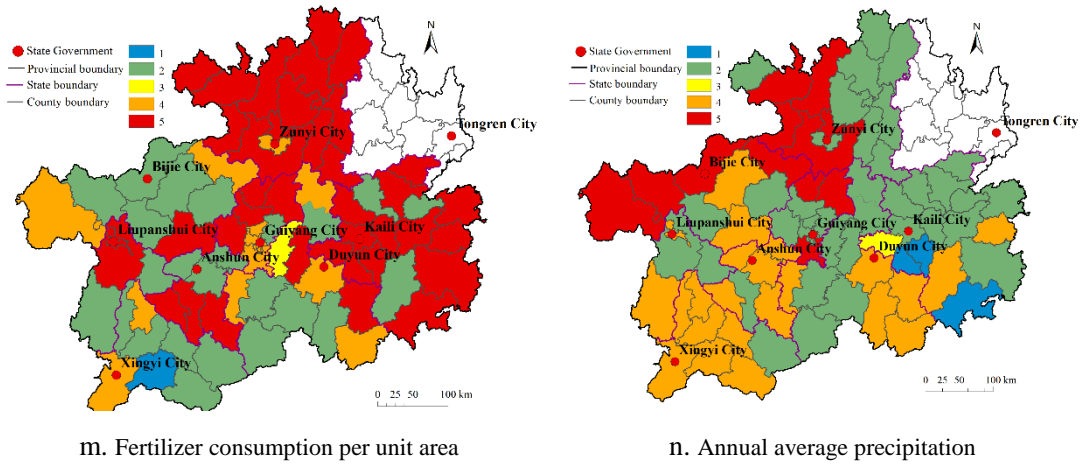 N
State Government
Provincial boundary
State boundary
County boundary
1
2
3
4
5
Zunyi City
Tongren City
Bijie City
Liupanshui City
Guiyang City
Kaili City
Anshun City
Duyun City
Xingyi City
0 25 50 100 km
m. Fertilizer consumption per unit area
N
State Government
Provincial boundary
State boundary
County boundary
1
2
3
4
5
Zunyi City
Tongren City
Bijie City
Liupanshui City
Guiyang City
Kaili City
Anshun City
Duyun City
Xingyi City
0 25 50 100 km
n. Annual average precipitation